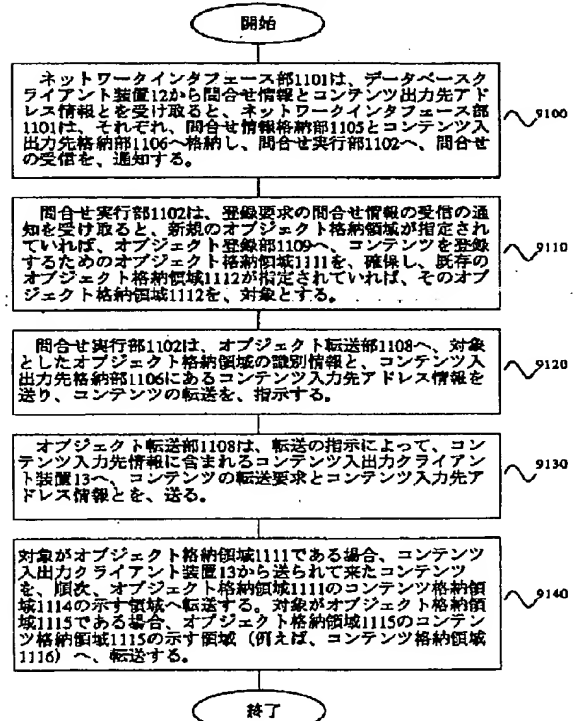 開始
ネットワークインタフェース部1101は、データベースク
ライアント装置12から問合せ情報とコンテンツ出力先アド
レス情報とを受け取ると、ネットワークインタフェース部
1101は、それぞれ、問合せ情報格納部1105とコンテンツ入
出力先格納部1106へ格納し、問合せ実行部1102へ、問合せ
の受信を、通知する。
9100
問合せ実行部1102は、登録要求の問合せ情報の受信の通
知を受け取ると、新規のオブジェクト格納領域が指定され
ていれば、オブジェクト登録部1109へ、コンテンツを登録
するためのオブジェクト格納領域1111を、確保し、既存の
オブジェクト格納領域1112が指定されていれば、そのオブ
ジェクト格納領域1112を、対象とする。
9110
問合せ実行部1102は、オブジェクト転送部1108へ、対象
としたオブジェクト格納領域の識別情報と、コンテンツ入
出力先格納部1106にあるコンテンツ入力先アドレス情報を
送り、コンテンツの転送を、指示する。
9120
オブジェクト転送部1108は、転送の指示によって、コン
テンツ入力先情報に含まれるコンテンツ入出力クライアン
ト装置13へ、コンテンツの転送要求とコンテンツ入力先ア
ドレス情報とを、送る。
9130
対象がオブジェクト格納領域1111である場合、コンテンツ
入出力クライアント装置13から送られて来たコンテンツ
を、順次、オブジェクト格納領域1111のコンテンツ格納領
域1114の示す領域へ転送する。対象がオブジェクト格納領
域1115である場合、オブジェクト格納領域1115のコンテン
ツ格納領域1115の示す領域（例えば、コンテンツ格納領域
1116）へ、転送する。
9140
終了